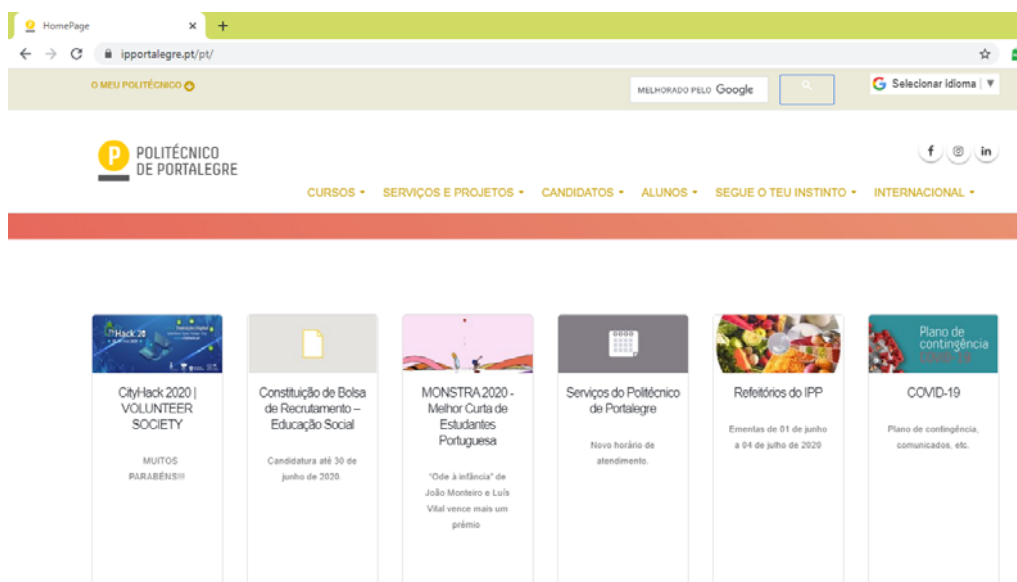 HomePage
ipportalegre.pt/pt/
O MEU POLITÉCNICO
MELHORADO PELO Google
Selecionar idioma
POLITÉCNICO
DE PORTALEGRE
CURSOS
SERVIÇOS E PROJETOS
CANDIDATOS
ALUNOS
SEGUE O TEU INSTINTO
INTERNACIONAL
Hack 20
CityHack 2020 |
VOLUNTEER
SOCIETY
MUITOS
PARABÉNS!!!
Constituição de Bolsa
de Recrutamento –
Educação Social
Candidatura até 30 de
junho de 2020.
MONSTRA 2020 -
Melhor Curta de
Estudantes
Portuguesa
"Ode à infância" de
João Monteiro e Luís
Vital vence mais um
prémio
Serviços do Politécnico
de Portalegre
Novo horário de
atendimento.
Refeitórios do IPP
Ementas de 01 de junho
a 04 de julho de 2020
Plano de
contingência
COVID-19
COVID-19
Plano de contingência,
comunicados, etc.